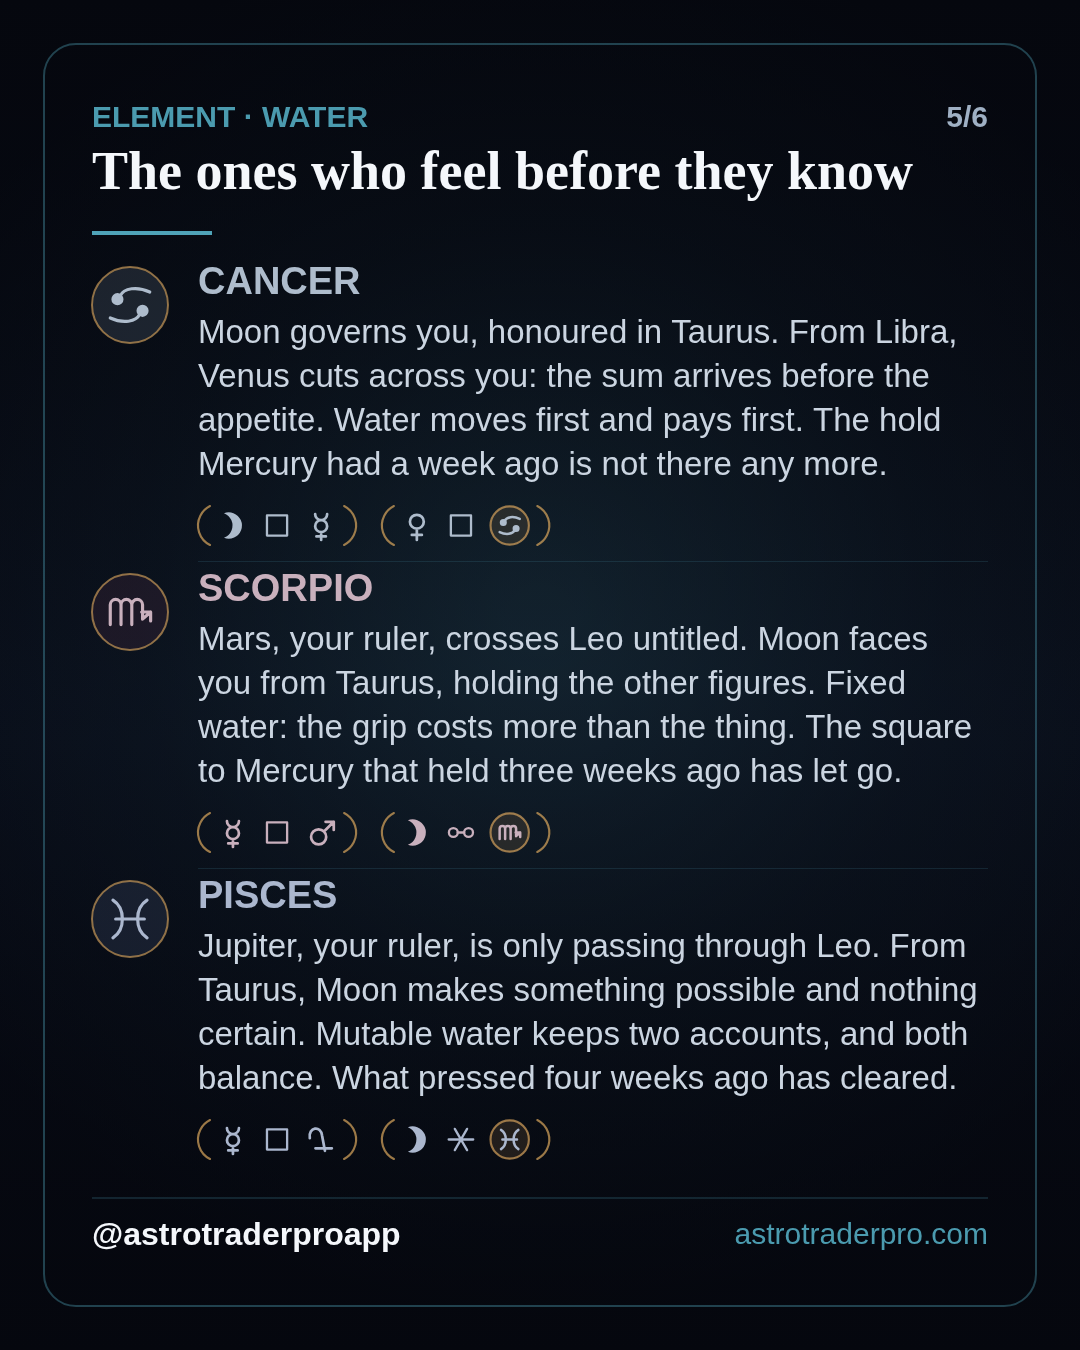 ELEMENT · WATER
5/6
The ones who feel before they know
CANCER
Moon governs you, honoured in Taurus. From Libra,
Venus cuts across you: the sum arrives before the
appetite. Water moves first and pays first. The hold
Mercury had a week ago is not there any more.
SCORPIO
Mars, your ruler, crosses Leo untitled. Moon faces
you from Taurus, holding the other figures. Fixed
water: the grip costs more than the thing. The square
to Mercury that held three weeks ago has let go.
PISCES
Jupiter, your ruler, is only passing through Leo. From
Taurus, Moon makes something possible and nothing
certain. Mutable water keeps two accounts, and both
balance. What pressed four weeks ago has cleared.
@astrotraderproapp
astrotraderpro.com